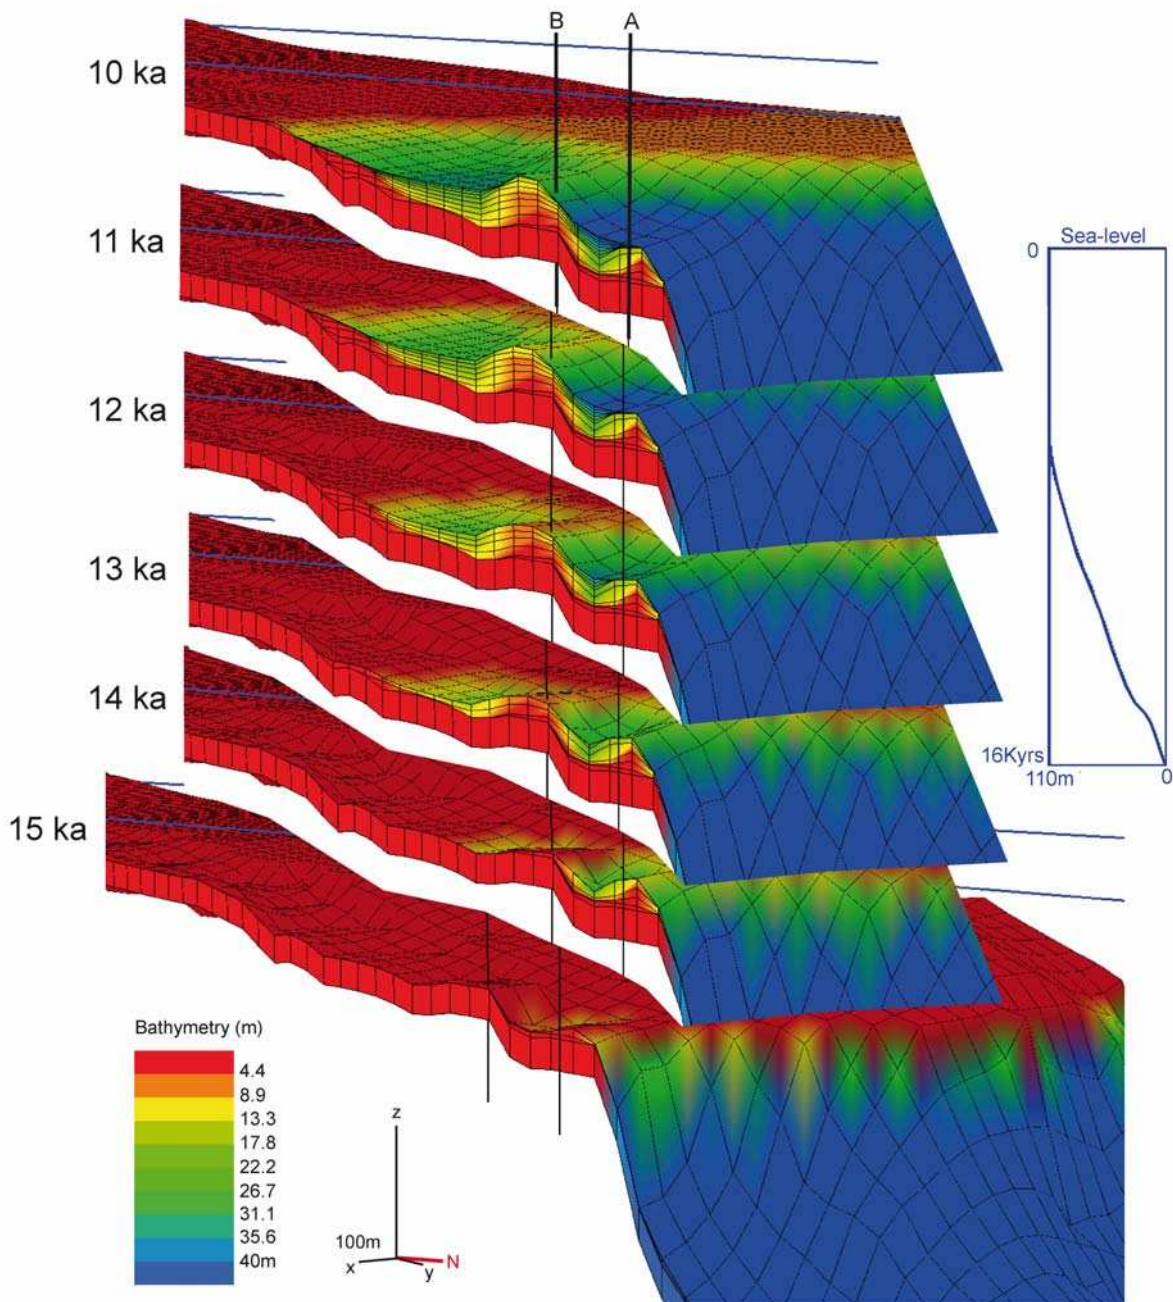 B
A
10 ka
11 ka
Sea-level
0
12 ka
13 ka
14 ka
16Kyrs
110m
0
15 ka
Bathymetry (m)
4.4
8.9
13.3
17.8
22.2
26.7
31.1
35.6
40m
z
100m
x
y
N